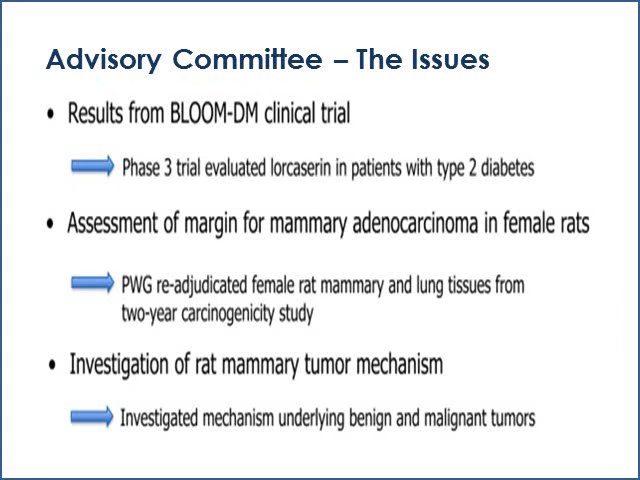 Advisory Committee – The Issues
• Results from BLOOM-DM clinical trial
Phase 3 trial evaluated lorcaserin in patients with type 2 diabetes
• Assessment of margin for mammary adenocarcinoma in female rats
PWG re-adjudicated female rat mammary and lung tissues from
two-year carcinogenicity study
• Investigation of rat mammary tumor mechanism
Investigated mechanism underlying benign and malignant tumors